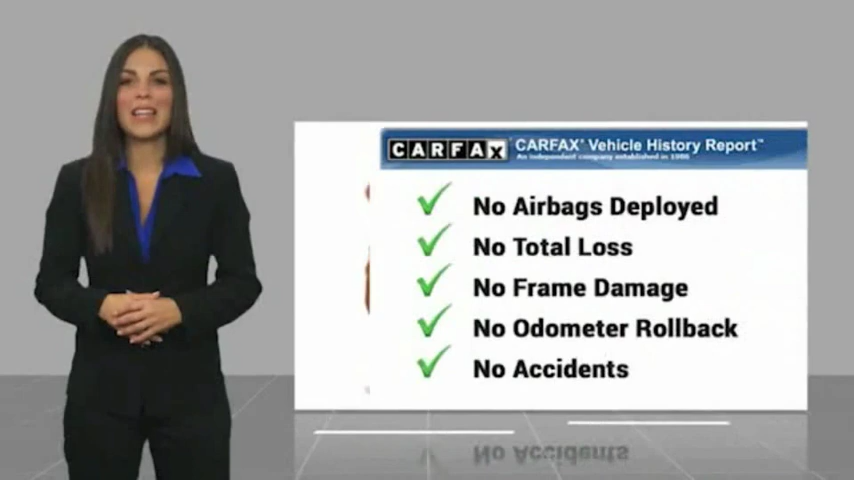 CARFAX CARFAX® Vehicle History Report™
An independent company established in 1986
No Airbags Deployed
No Total Loss
No Frame Damage
No Odometer Rollback
No Accidents
No Accidents